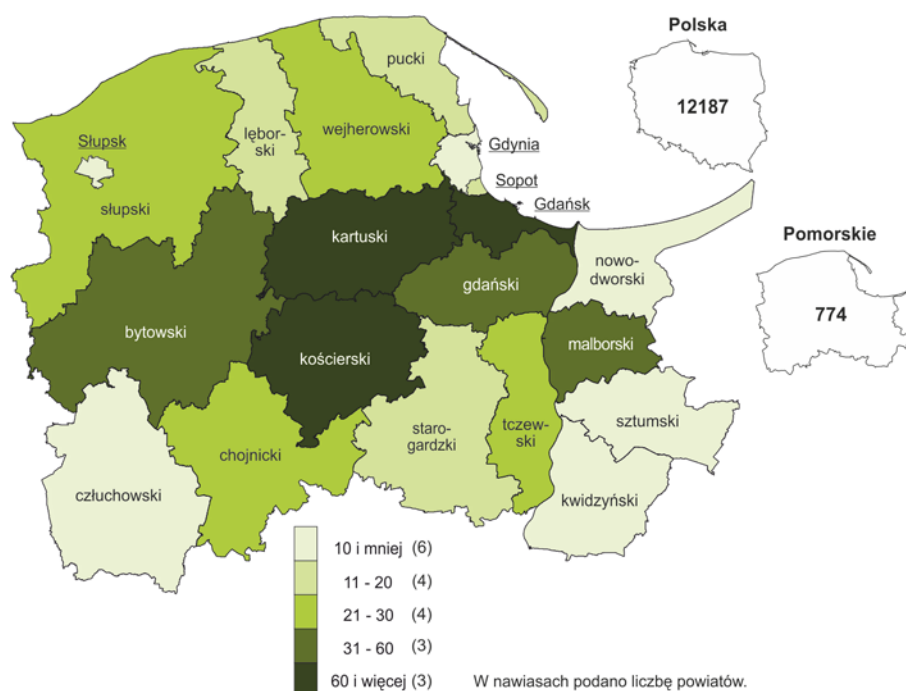 Polska
12187
pucki
lębor-
ski
wejherowski
Słupsk
Gdynia
Sopot
Gdańsk
słupski
kartuski
nowo-
dworski
Pomorskie
774
gdański
bytowski
kościerski
malborski
sztumski
staro-
gardzki
tczew-
ski
chojnicki
człuchowski
kwidzyński
10 i mniej (6)
11 - 20 (4)
21 - 30 (4)
31 - 60 (3)
60 i więcej (3)
W nawiasach podano liczbę powiatów.